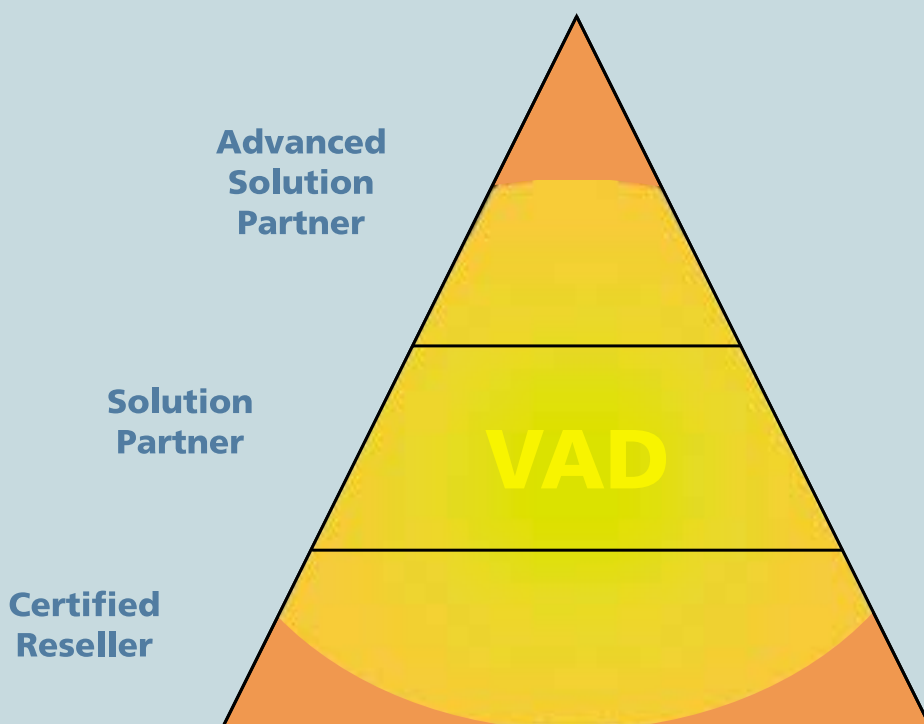 Advanced
Solution
Partner
Solution
Partner
VAD
Certified
Reseller